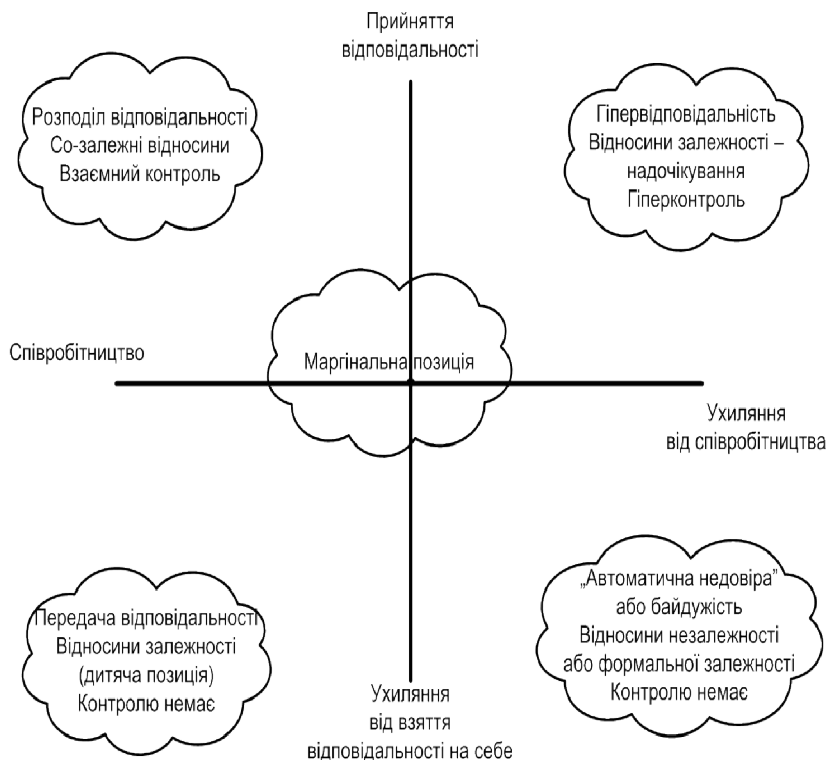 Прийняття
відповідальності
Розподіл відповідальності
Со-залежні відносини
Взаємний контроль
Гіпервідповідальність
Відносини залежності –
надочікування
Гіперконтроль
Співробітництво
Маргінальна позиція
Ухиляння
від співробітництва
Передача відповідальності
Відносини залежності
(дитяча позиція)
Контролю немає
„Автоматична недовіра”
або байдужість
Відносини незалежності
або формальної залежності
Контролю немає
Ухиляння
від взяття
відповідальності на себе